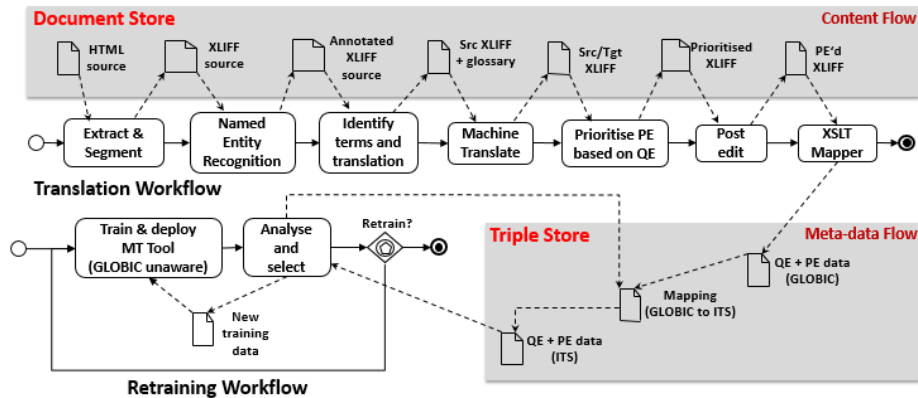 Document Store
Content Flow
HTML
source
XLIFF
source
Annotated
XLIFF
source
Src XLIFF
+ glossary
Src/Tgt
XLIFF
Prioritised
XLIFF
PE'd
XLIFF
Extract &
Segment
Named
Entity
Recognition
Identify
terms and
translation
Machine
Translate
Prioritise PE
based on QE
Post
edit
XSLT
Mapper
Translation Workflow
Train & deploy
MT Tool
(GLOBIC unaware)
Analyse
and
select
Retrain?
New
training
data
Retraining Workflow
Triple Store
Meta-data Flow
QE + PE data
(GLOBIC)
Mapping
(GLOBIC to ITS)
QE + PE data
(ITS)